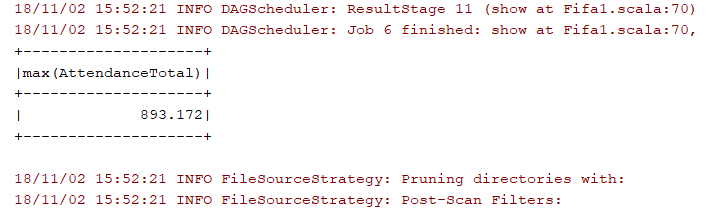 18/11/02 15:52:21 INFO DAGScheduler: ResultStage 11 (show at Fifa1.scala:70)
18/11/02 15:52:21 INFO DAGScheduler: Job 6 finished: show at Fifa1.scala:70,
+--------------------+
|max(AttendanceTotal)|
+--------------------+
|             893.172|
+--------------------+
18/11/02 15:52:21 INFO FileSourceStrategy: Pruning directories with:
18/11/02 15:52:21 INFO FileSourceStrategy: Post-Scan Filters: